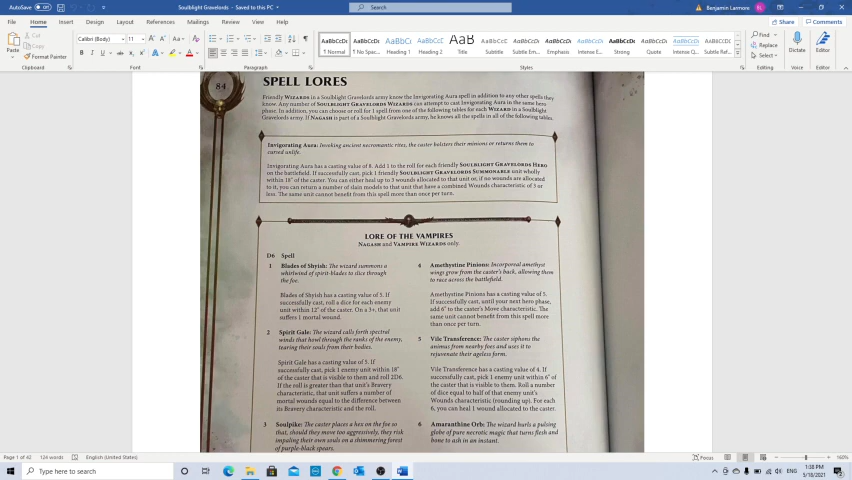 AutoSave Off
Soulblight Gravelords - Saved to this PC
Search
Benjamin Larmore
BL
File Home Insert Design Layout References Mailings Review View Help
Share Comments
Paste
Cut
Copy
Format Painter
Clipboard
Calibri (Body) 11
Font
Paragraph
¶ Normal ¶ No Spac... Heading 1 Heading 2 Title Subtitle Subtle Em... Emphasis Intense E... Strong Quote Intense Q... Subtle Ref...
Styles
Find
Replace
Select
Editing
Dictate
Voice
Editor
Editor
84
SPELL LORES
Friendly WIZARDS in a Soulblight Gravelords army know the Invigorating Aura spell in addition to any other spells they
know. Any number of SOULBLIGHT GRAVELORDS WIZARDS can attempt to cast Invigorating Aura in the same hero
phase. In addition, you can choose or roll for 1 spell from one of the following tables for each WIZARD in a Soulblight
Gravelords army. If NAGASH is part of a Soulblight Gravelords army, he knows all the spells in all of the following tables.
Invigorating Aura: Invoking ancient necromantic rites, the caster bolsters their minions or returns them to
cursed unlife.
Invigorating Aura has a casting value of 8. Add 1 to the roll for each friendly SOULBLIGHT GRAVELORDS HERO
on the battlefield. If successfully cast, pick 1 friendly SOULBLIGHT GRAVELORDS SUMMONABLE unit wholly
within 18" of the caster. You can either heal up to 3 wounds allocated to that unit or, if no wounds are allocated
to it, you can return a number of slain models to that unit that have a combined Wounds characteristic of 3 or
less. The same unit cannot benefit from this spell more than once per turn.
LORE OF THE VAMPIRES
NAGASH and VAMPIRE WIZARDS only.
D6 Spell
1 Blades of Shyish: The wizard summons a
whirlwind of spirit-blades to slice through
the foe.
Blades of Shyish has a casting value of 5. If
successfully cast, roll a dice for each enemy
unit within 12" of the caster. On a 3+, that unit
suffers 1 mortal wound.
2 Spirit Gale: The wizard calls forth spectral
winds that howl through the ranks of the enemy,
tearing their souls from their bodies.
Spirit Gale has a casting value of 5. If
successfully cast, pick 1 enemy unit within 18"
of the caster that is visible to them and roll 2D6.
If the roll is greater than that unit's Bravery
characteristic, that unit suffers a number of
mortal wounds equal to the difference between
its Bravery characteristic and the roll.
3 Soulpike: The caster places a hex on the foe so
that, should they move too aggressively, they risk
impaling their own souls on a shimmering forest
of purple-black spears.
4 Amethystine Pinions: Incorporeal amethyst
wings grow from the caster's back, allowing them
to race across the battlefield.
Amethystine Pinions has a casting value of 5.
If successfully cast, until your next hero phase,
add 6" to the caster's Move characteristic. The
same unit cannot benefit from this spell more
than once per turn.
5 Vile Transference: The caster siphons the
animus from nearby foes and uses it to
rejuvenate their ageless form.
Vile Transference has a casting value of 4. If
successfully cast, pick 1 enemy unit within 6" of
the caster that is visible to them. Roll a number
of dice equal to half of that enemy unit's
Wounds characteristic (rounding up). For each
6, you can heal 1 wound allocated to the caster.
6 Amaranthine Orb: The wizard hurls a pulsing
globe of pure necrotic magic that turns flesh and
bone to ash in an instant.
Page 1 of 42 124 words English (United States)
Focus
168%
Type here to search
ENG
1:38 PM
5/18/2021